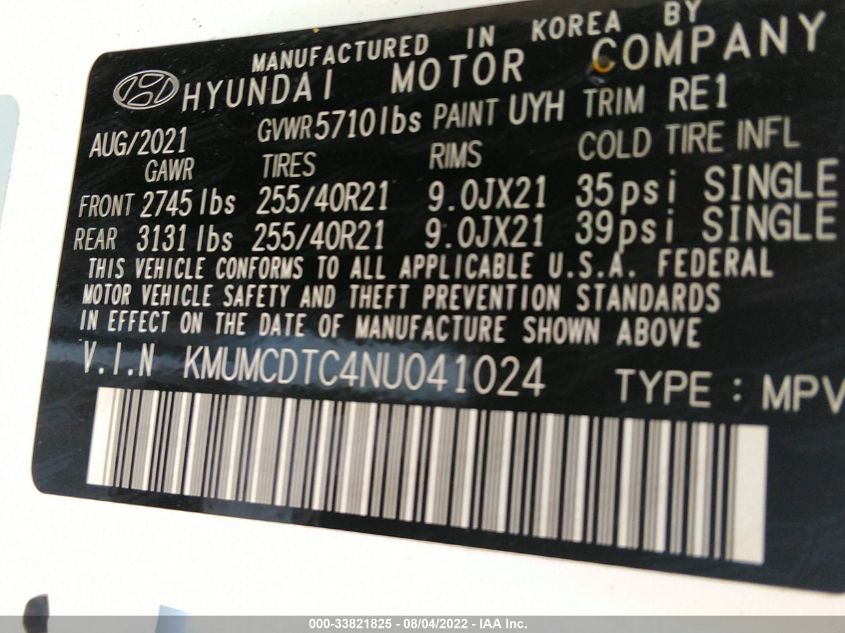 MANUFACTURED IN KOREA BY
HYUNDAI MOTOR COMPANY
AUG/2021 GVWR 5710 lbs PAINT UYH TRIM RE1
GAWR TIRES RIMS COLD TIRE INFL
FRONT 2745 lbs 255/40R21 9.0JX21 35psi SINGLE
REAR 3131 lbs 255/40R21 9.0JX21 39psi SINGLE
THIS VEHICLE CONFORMS TO ALL APPLICABLE U.S.A. FEDERAL
MOTOR VEHICLE SAFETY AND THEFT PREVENTION STANDARDS
IN EFFECT ON THE DATE OF MANUFACTURE SHOWN ABOVE
V.I.N KMUMCDTC4NU041024 TYPE : MPV
000-33821825 - 08/04/2022 - IAA Inc.